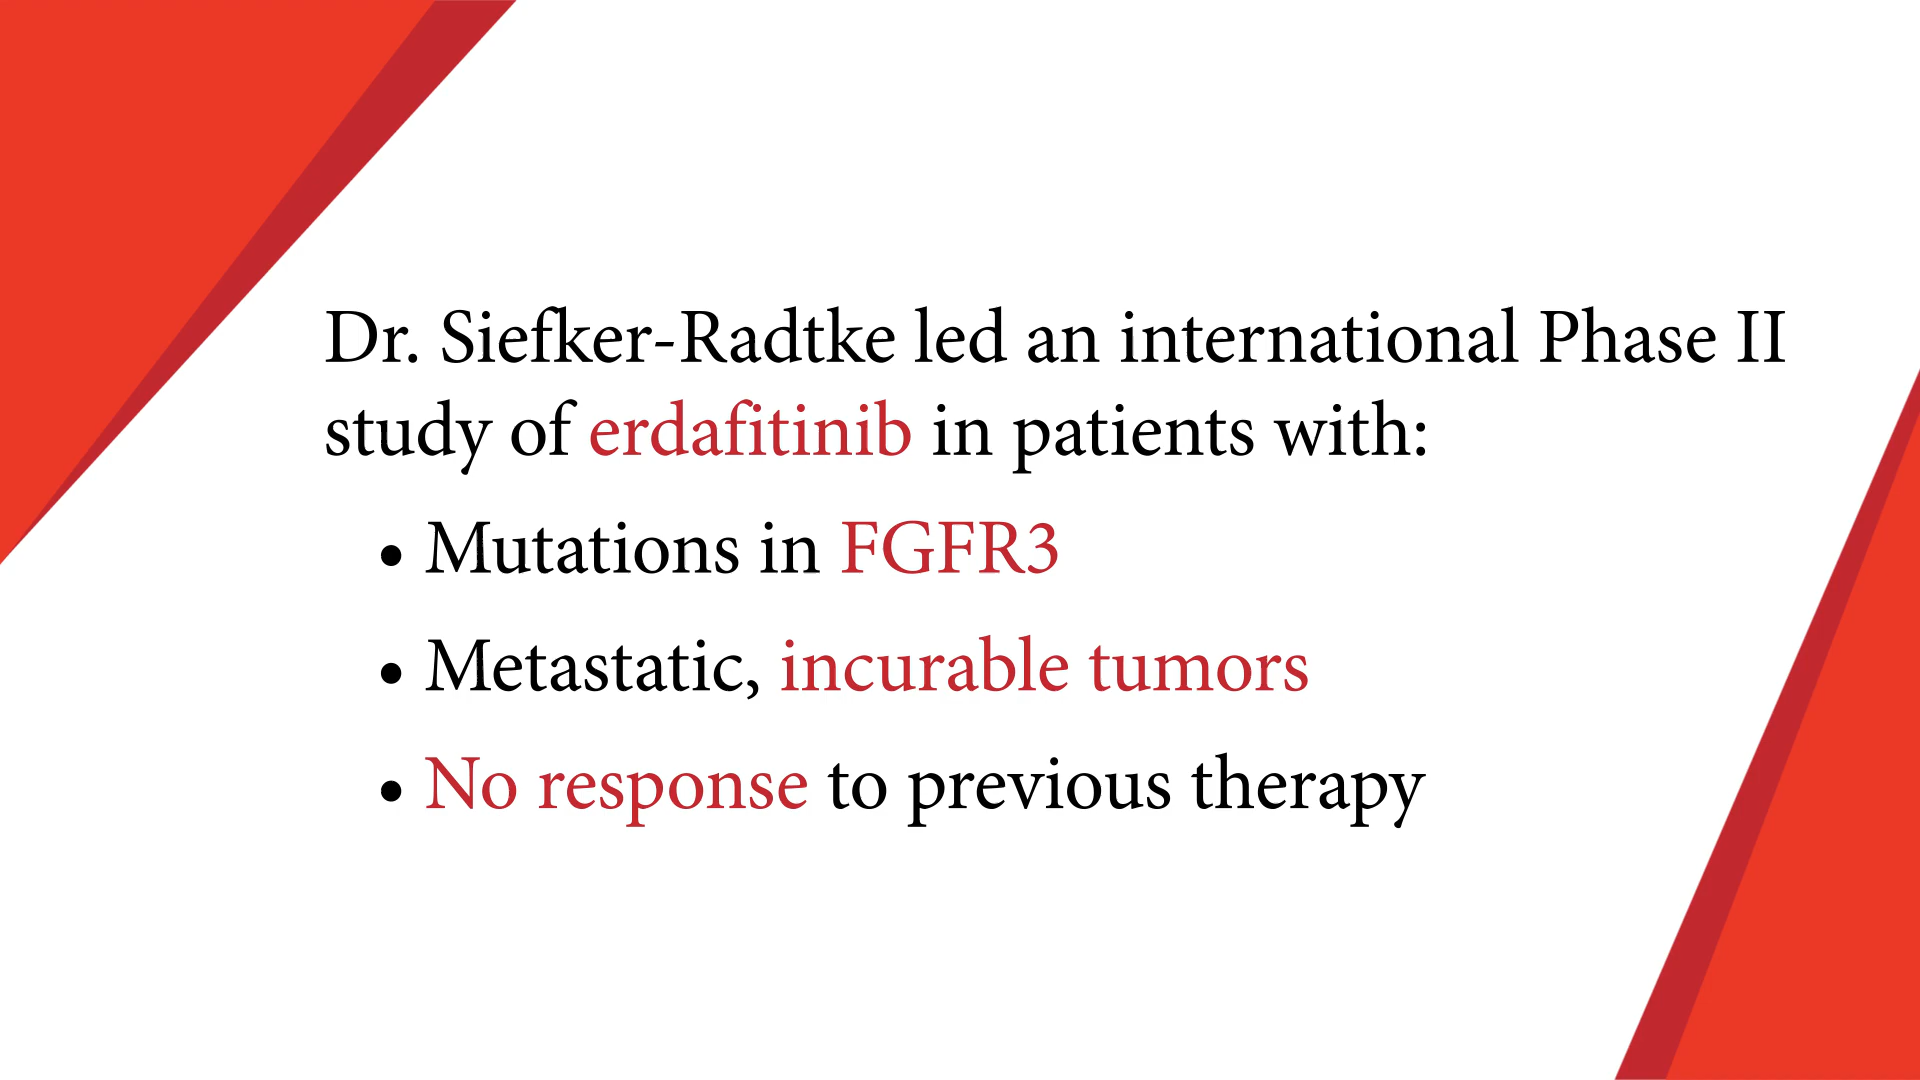 Dr. Siefker-Radtke led an international Phase II
study of erdafitinib in patients with:
• Mutations in FGFR3
• Metastatic, incurable tumors
• No response to previous therapy